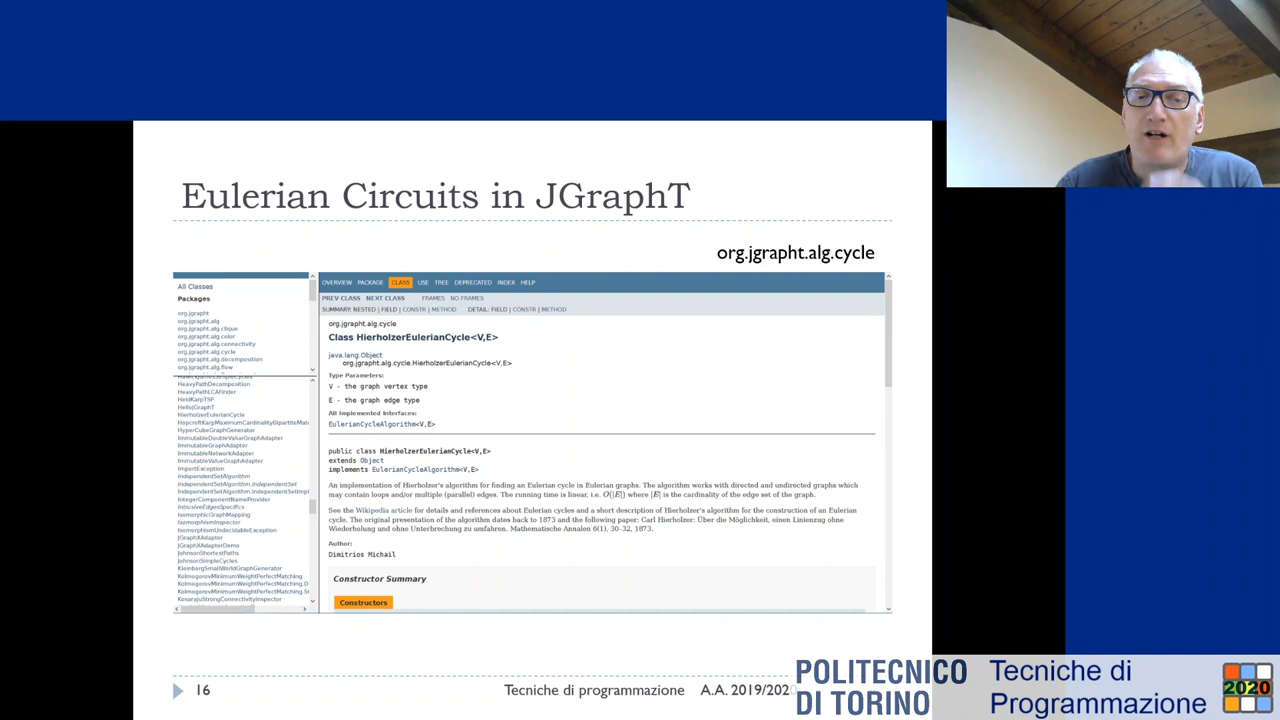 Eulerian Circuits in JGraphT
org.jgrapht.alg.cycle
All Classes
Packages
org.jgrapht
org.jgrapht.alg
org.jgrapht.alg.clique
org.jgrapht.alg.color
org.jgrapht.alg.connectivity
org.jgrapht.alg.cycle
org.jgrapht.alg.decomposition
org.jgrapht.alg.flow
HeavyPathDecomposition
HeavyPathLCAFinder
HeldKarpTSP
HelloJGraphT
HierholzerEulerianCycle
HopcroftKarpMaximumCardinalityBipartiteMatc
HyperCubeGraphGenerator
ImmutableDoubleValueGraphAdapter
ImmutableGraphAdapter
ImmutableNetworkAdapter
ImmutableValueGraphAdapter
ImportException
IndependentSetAlgorithm
IndependentSetAlgorithm.IndependentSet
IndependentSetAlgorithm.IndependentSetImpl
IntegerComponentNameProvider
IntrusiveEdgesSpecifics
IsomorphicGraphMapping
IsomorphismInspector
IsomorphismUndecidableException
JGraphXAdapter
JGraphXAdapterDemo
JohnsonShortestPaths
JohnsonSimpleCycles
KleinbergSmallWorldGraphGenerator
KolmogorovMinimumWeightPerfectMatching
KolmogorovMinimumWeightPerfectMatching.D
KolmogorovMinimumWeightPerfectMatching.St
KosarajuStrongConnectivityInspector
OVERVIEW PACKAGE CLASS USE TREE DEPRECATED INDEX HELP
PREV CLASS NEXT CLASS FRAMES NO FRAMES
SUMMARY: NESTED | FIELD | CONSTR | METHOD DETAIL: FIELD | CONSTR | METHOD
org.jgrapht.alg.cycle
Class HierholzerEulerianCycle<V,E>
java.lang.Object
org.jgrapht.alg.cycle.HierholzerEulerianCycle<V,E>
Type Parameters:
V - the graph vertex type
E - the graph edge type
All Implemented Interfaces:
EulerianCycleAlgorithm<V,E>
public class HierholzerEulerianCycle<V,E>
extends Object
implements EulerianCycleAlgorithm<V,E>
An implementation of Hierholzer's algorithm for finding an Eulerian cycle in Eulerian graphs. The algorithm works with directed and undirected graphs which
may contain loops and/or multiple (parallel) edges. The running time is linear, i.e. O(|E|) where |E| is the cardinality of the edge set of the graph.
See the Wikipedia article for details and references about Eulerian cycles and a short description of Hierholzer's algorithm for the construction of an Eulerian
cycle. The original presentation of the algorithm dates back to 1873 and the following paper: Carl Hierholzer: Über die Möglichkeit, einen Linienzug ohne
Wiederholung und ohne Unterbrechung zu umfahren. Mathematische Annalen 6(1), 30–32, 1873.
Author:
Dimitrios Michail
Constructor Summary
Constructors
16
Tecniche di programmazione A.A. 2019/2020
POLITECNICO
DI TORINO
Tecniche di
Programmazione
2020